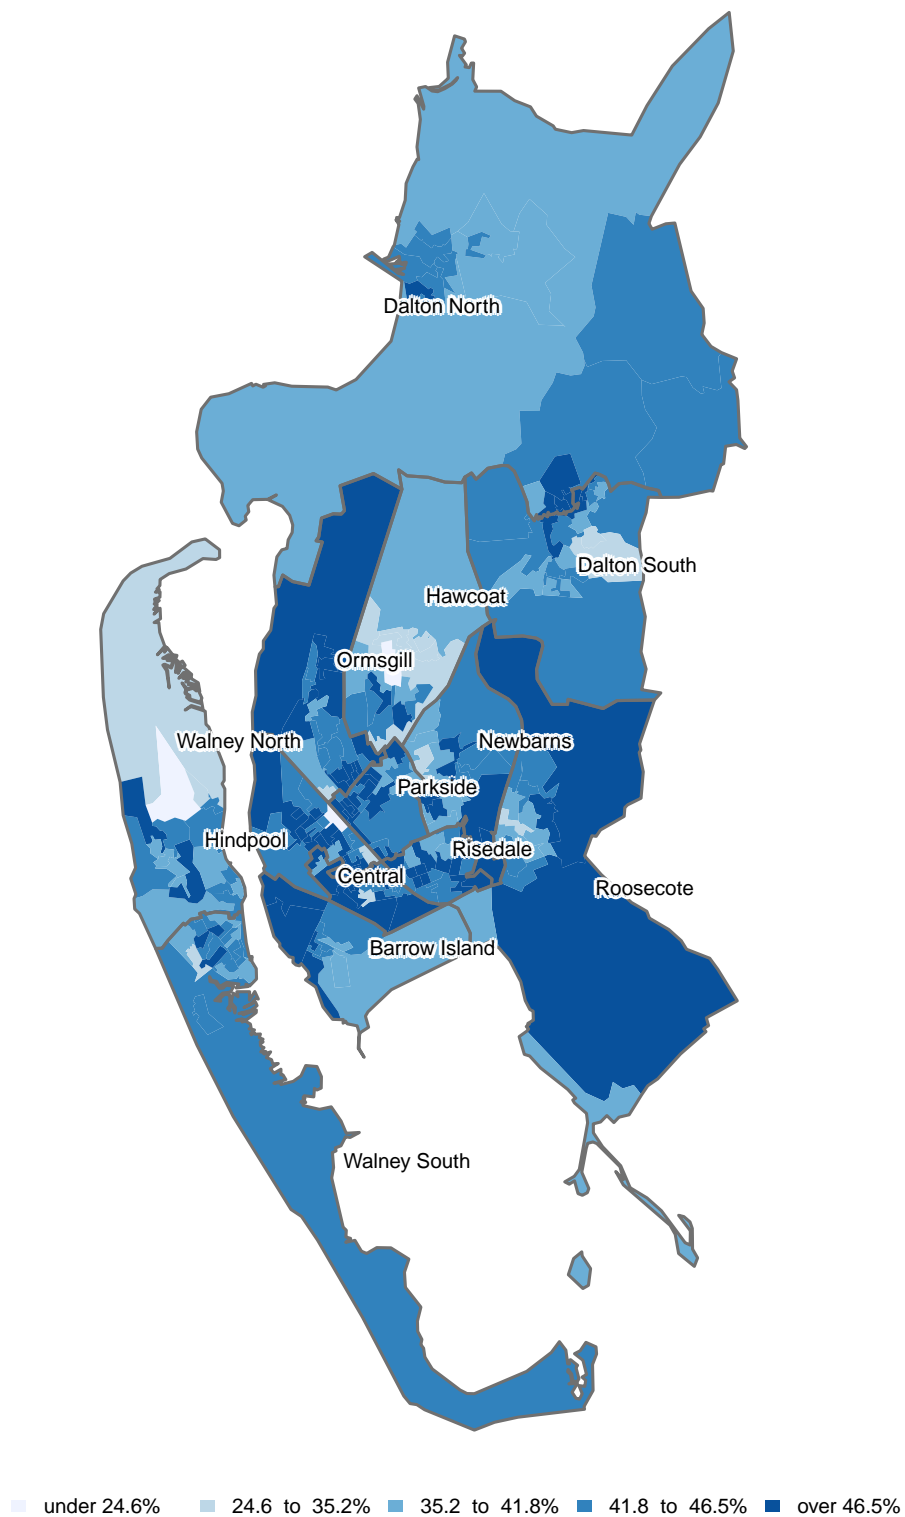 Dalton North
Dalton South
Hawcoat
Ormsgill
Walney North
Newbarns
Parkside
Hindpool
Risedale
Central
Roosecote
Barrow Island
Walney South
under 24.6% 24.6 to 35.2% 35.2 to 41.8% 41.8 to 46.5% over 46.5%